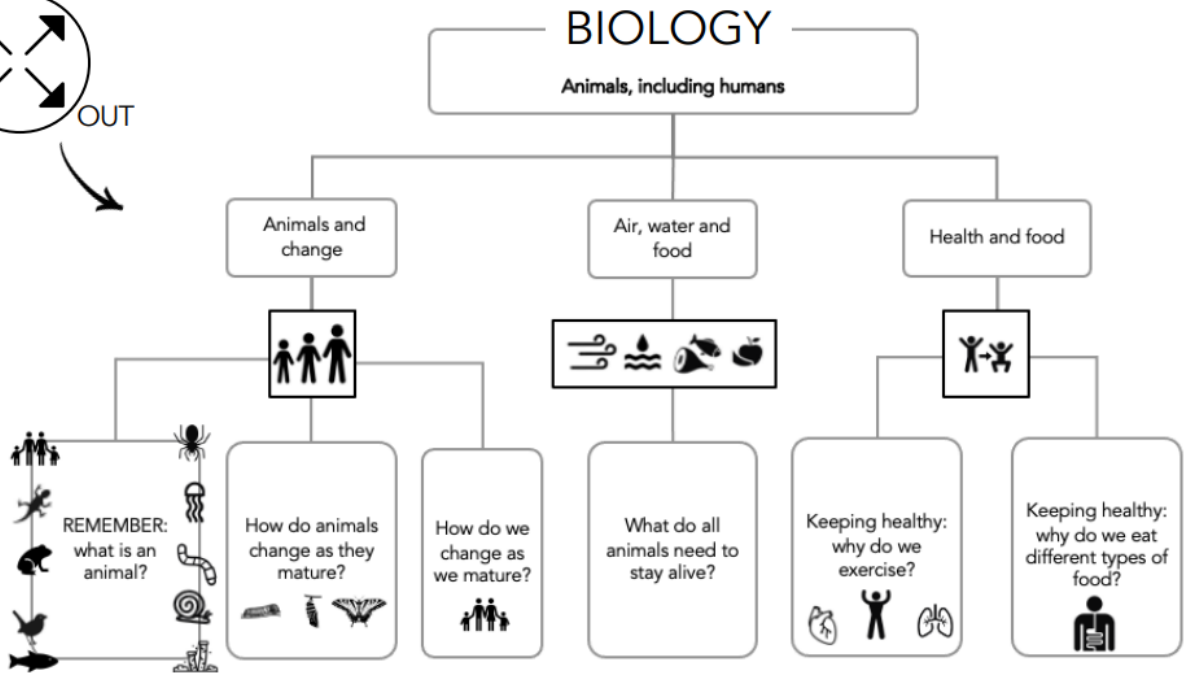 BIOLOGY
Animals, including humans
OUT
Animals and
change
Air, water and
food
Health and food
REMEMBER:
what is an
animal?
How do animals
change as they
mature?
How do we
change as
we mature?
What do all
animals need to
stay alive?
Keeping healthy:
why do we
exercise?
Keeping healthy:
why do we eat
different types of
food?